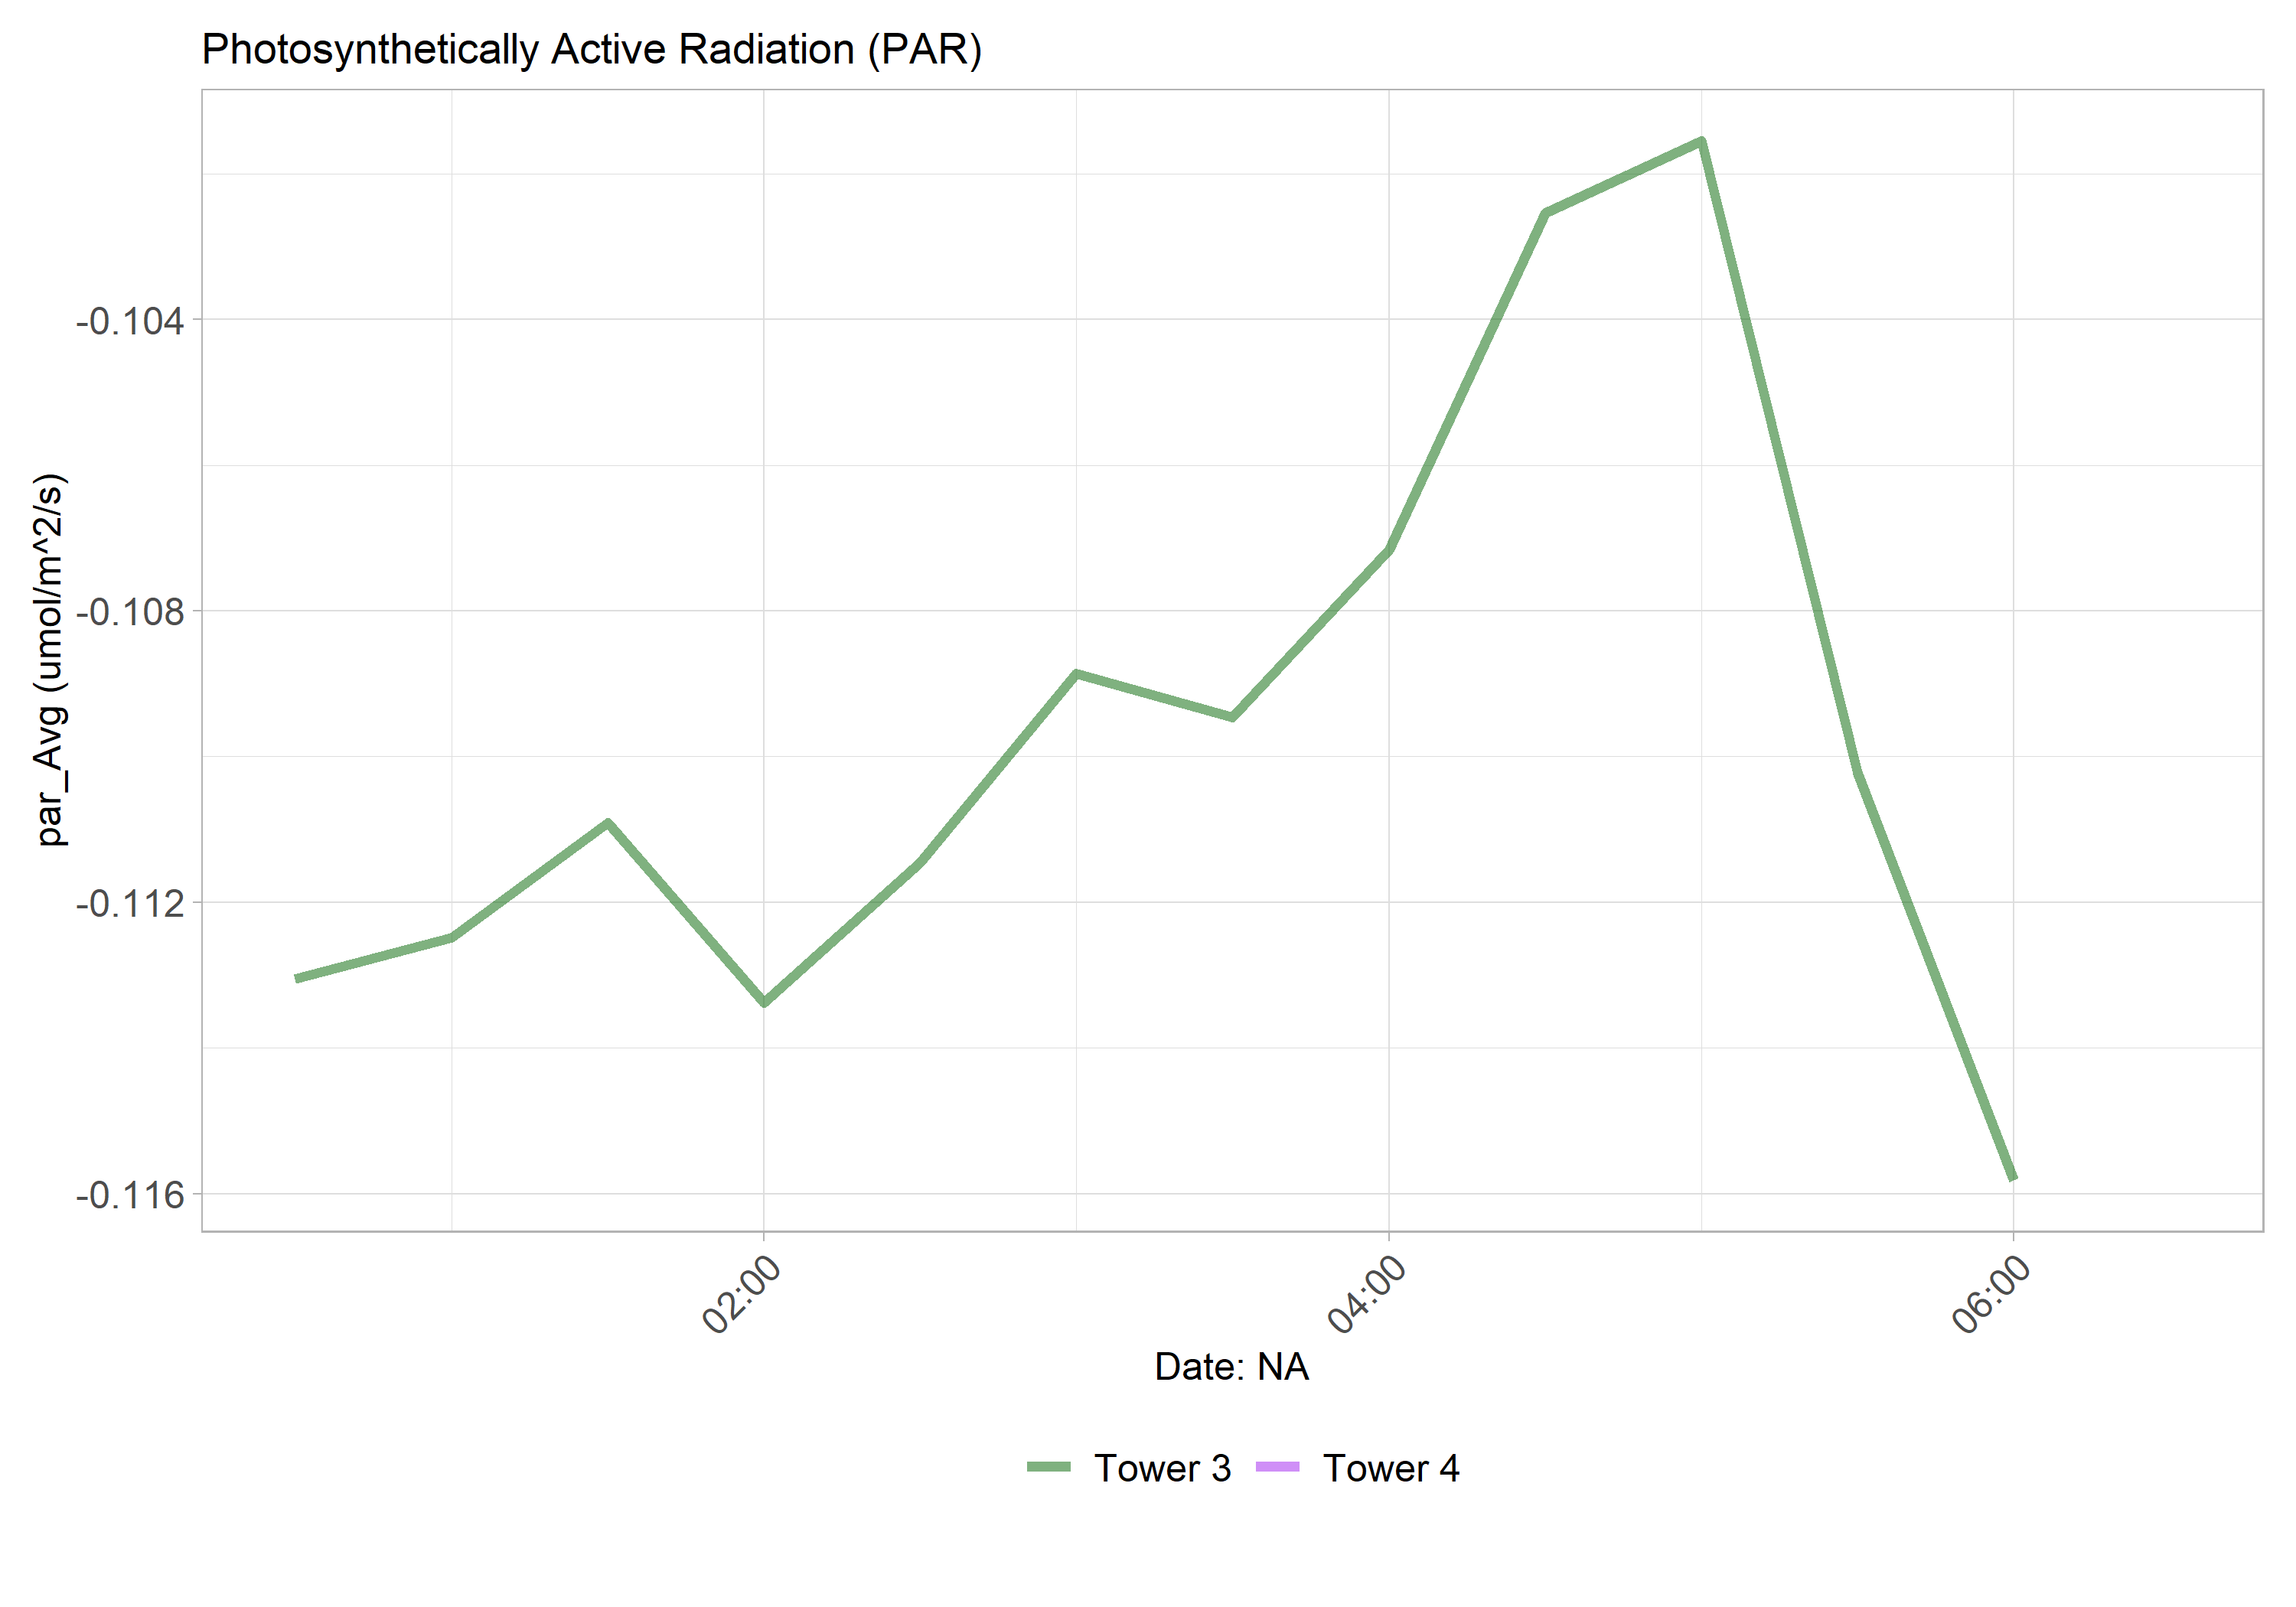 Photosynthetically Active Radiation (PAR)
par_Avg (umol/m^2/s)
-0.104
-0.108
-0.112
-0.116
02:00
04:00
06:00
Date: NA
Tower 3
Tower 4